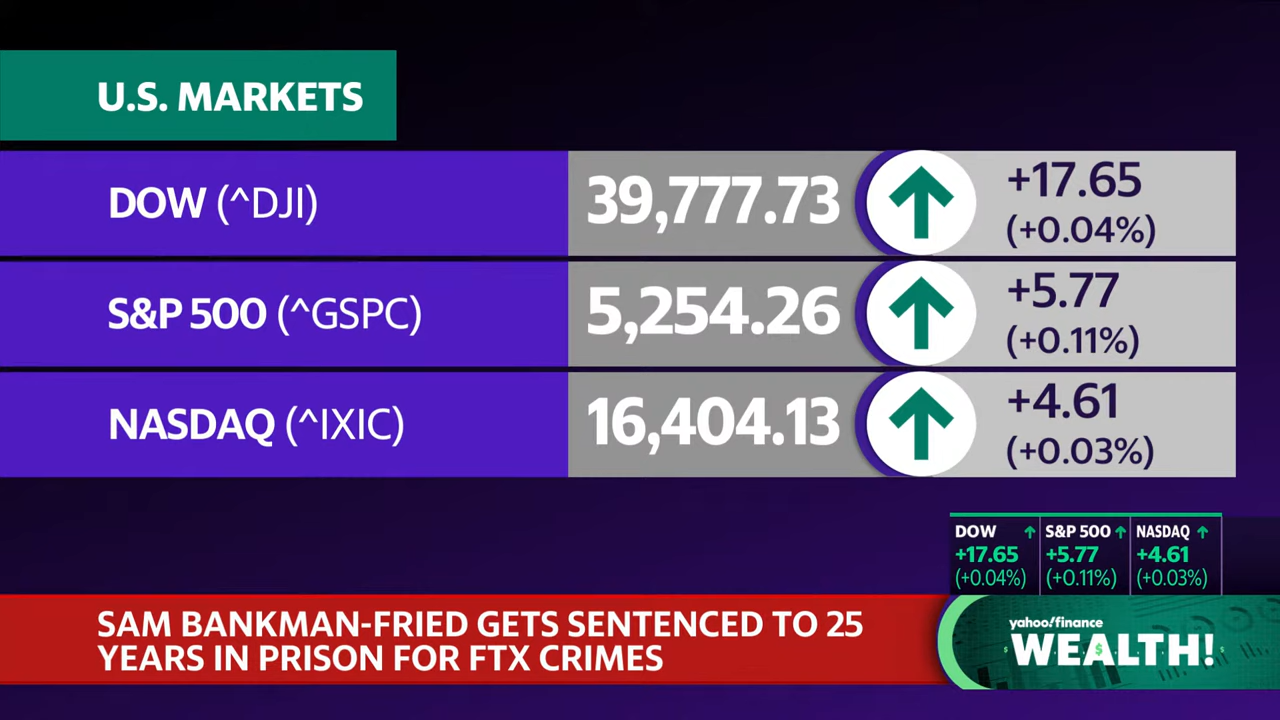 U.S. MARKETS
DOW (^DJI) 39,777.73 +17.65
(+0.04%)
S&P 500 (^GSPC) 5,254.26 +5.77
(+0.11%)
NASDAQ (^IXIC) 16,404.13 +4.61
(+0.03%)
DOW S&P 500 NASDAQ
+17.65 +5.77 +4.61
(+0.04%) (+0.11%) (+0.03%)
SAM BANKMAN-FRIED GETS SENTENCED TO 25
YEARS IN PRISON FOR FTX CRIMES
yahoo!finance
WEALTH!